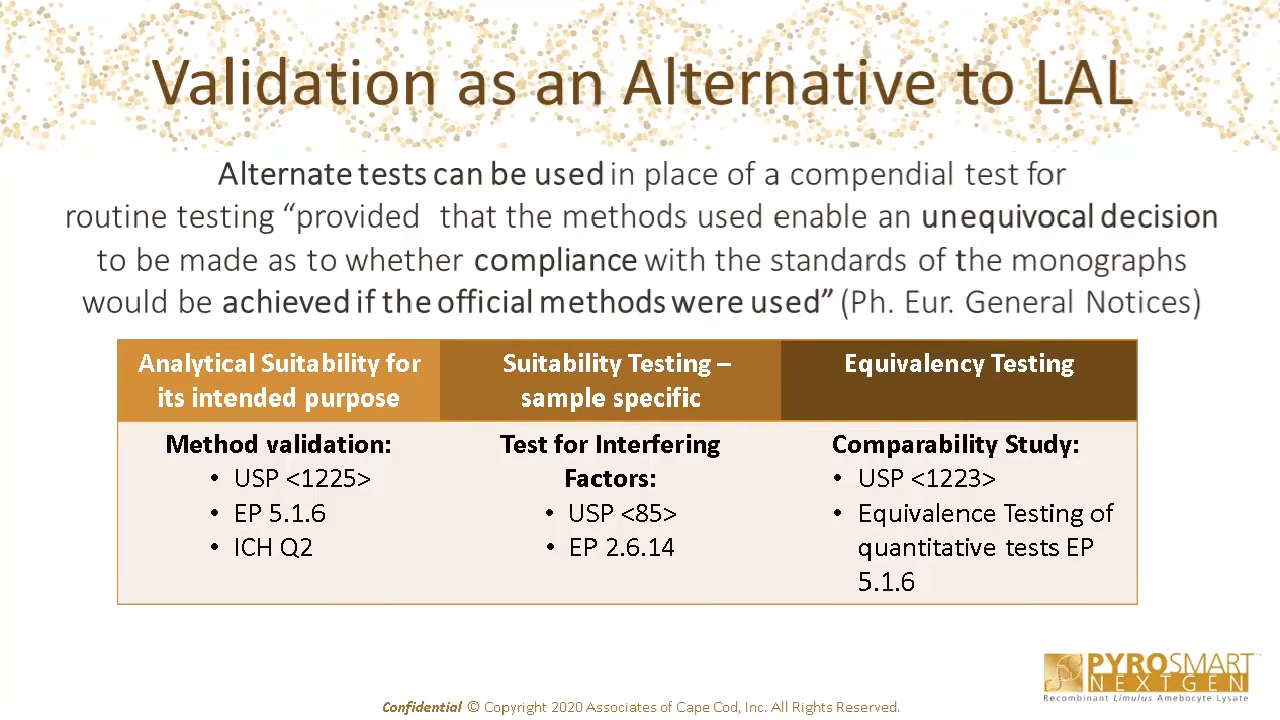 Validation as an Alternative to LAL
Alternate tests can be used in place of a compendial test for
routine testing “provided that the methods used enable an unequivocal decision
to be made as to whether compliance with the standards of the monographs
would be achieved if the official methods were used” (Ph. Eur. General Notices)
Analytical Suitability for
its intended purpose
Suitability Testing –
sample specific
Equivalency Testing
Method validation:
• USP <1225>
• EP 5.1.6
• ICH Q2
Test for Interfering
Factors:
• USP <85>
• EP 2.6.14
Comparability Study:
• USP <1223>
• Equivalence Testing of
quantitative tests EP
5.1.6
PYROSMART
NEXTGEN
Recombinant Limulus Amebocyte Lysate
Confidential © Copyright 2020 Associates of Cape Cod, Inc. All Rights Reserved.